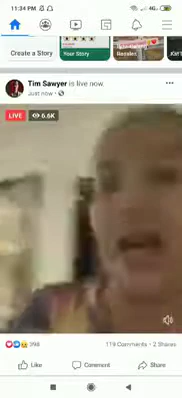 11:34 PM
4G
Create a Story
Your Story
Tim Sawyer is live now.
Just now
LIVE
6.6K
119 Comments • 2 Shares
Like
Comment
Share